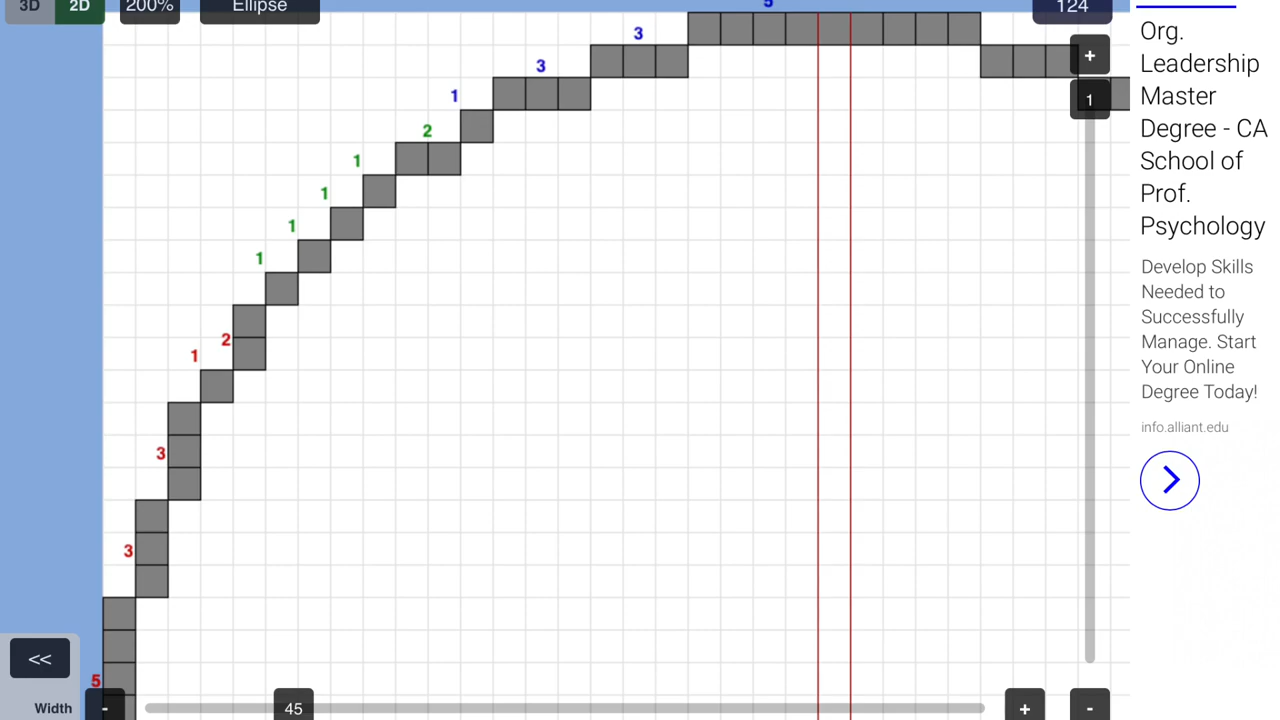 3D 2D 200% Ellipse 5 124
Org.
Leadership
Master
Degree - CA
School of
Prof.
Psychology
Develop Skills
Needed to
Successfully
Manage. Start
Your Online
Degree Today!
info.alliant.edu
3
+
3
1
1
2
1
1
1
1
2
1
3
3
5
<<
Width - 45 + -